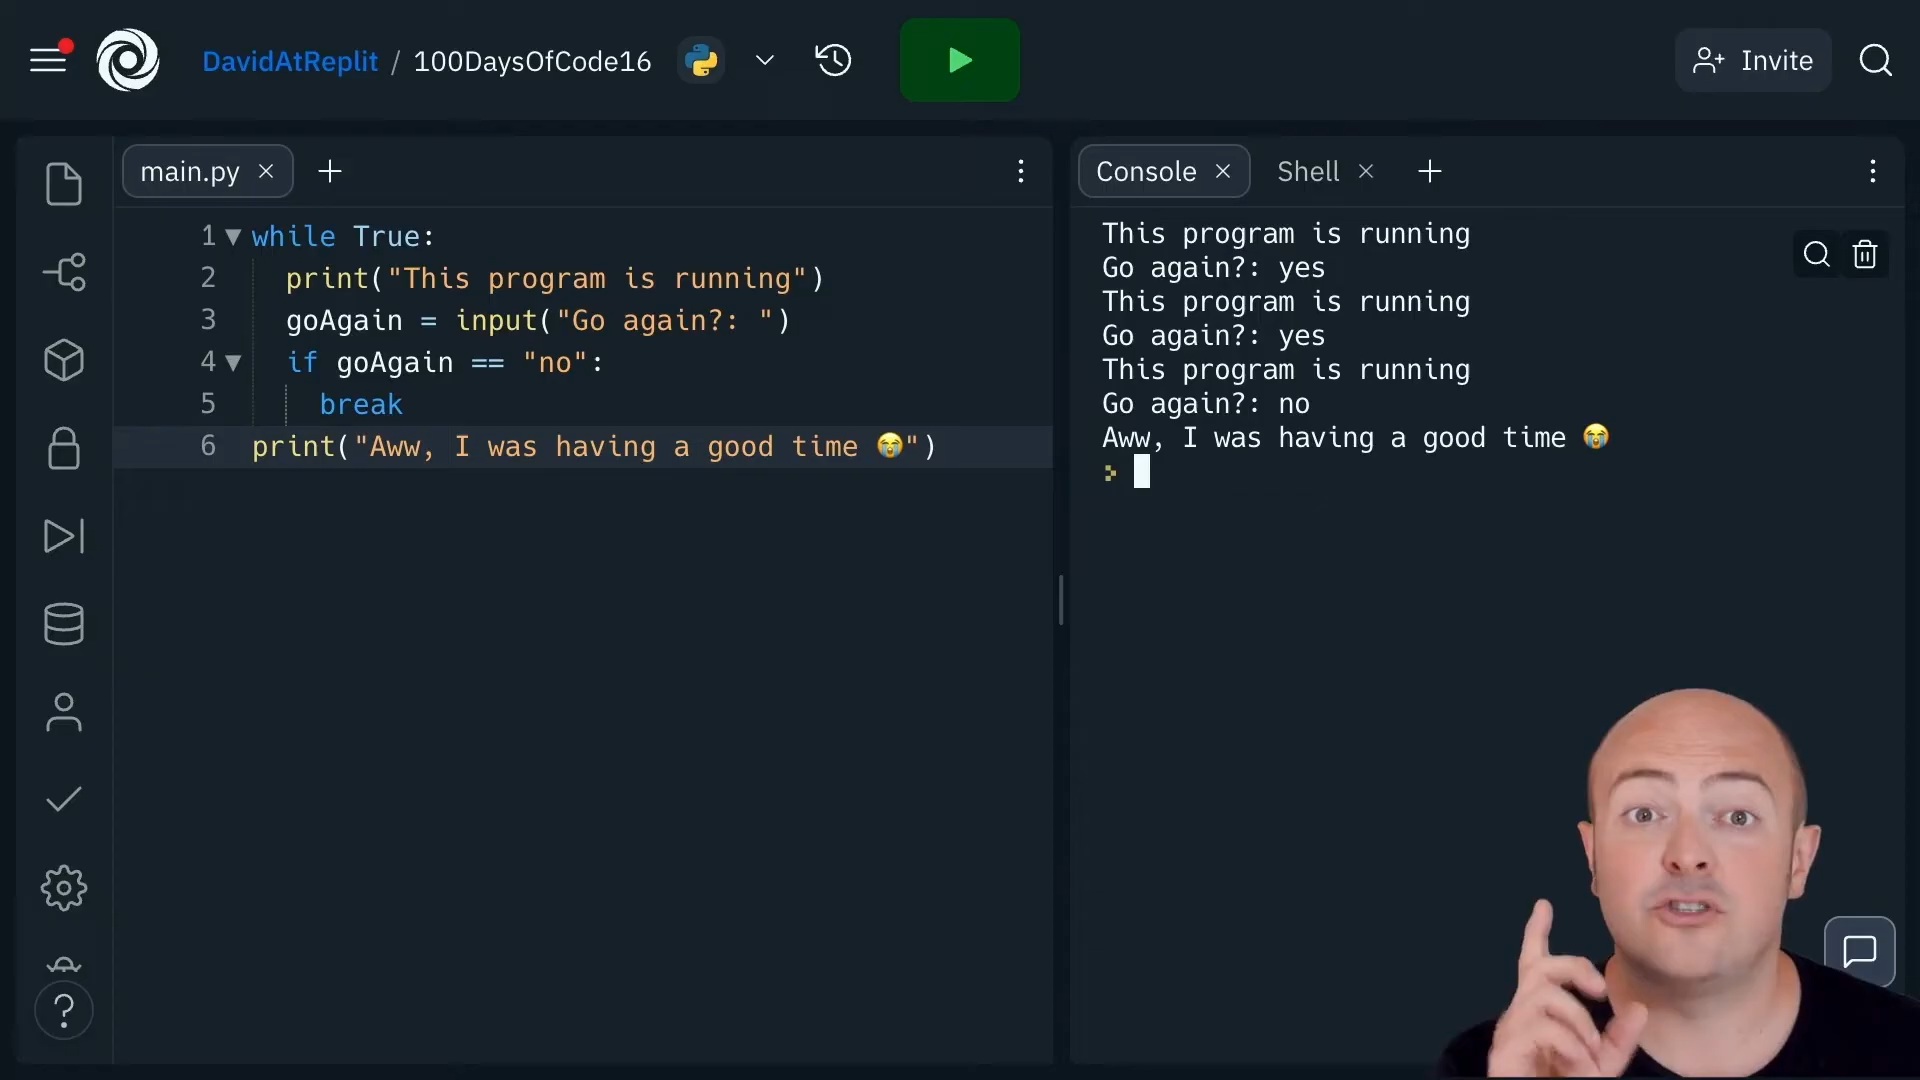 DavidAtReplit / 100DaysOfCode16
Invite
main.py
Console
Shell
1 while True:
2 print("This program is running")
3 goAgain = input("Go again?: ")
4 if goAgain == "no":
5 break
6 print("Aww, I was having a good time 😭")
This program is running
Go again?: yes
This program is running
Go again?: yes
This program is running
Go again?: no
Aww, I was having a good time 😭
?